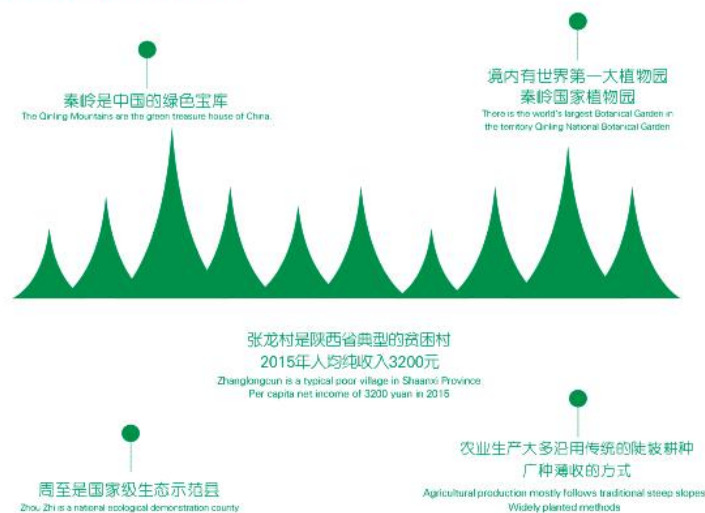 秦岭是中国的绿色宝库
The Qinling Mountains are the green treasure house of China.
境内有世界第一大植物园
秦岭国家植物园
There is the world's largest Botanical Garden in
the territory Qinling National Botanical Garden
张龙村是陕西省典型的贫困村
2015年人均纯收入3200元
Zhanglongcun is a typical poor village in Shaanxi Province
Per capita net income of 3200 yuan in 2015
周至是国家级生态示范县
Zhou Zhi is a national ecological demonstration county
农业生产大多沿用传统的陡坡耕种
广种薄收的方式
Agricultural production mostly follows traditional steep slopes
Widely planted methods